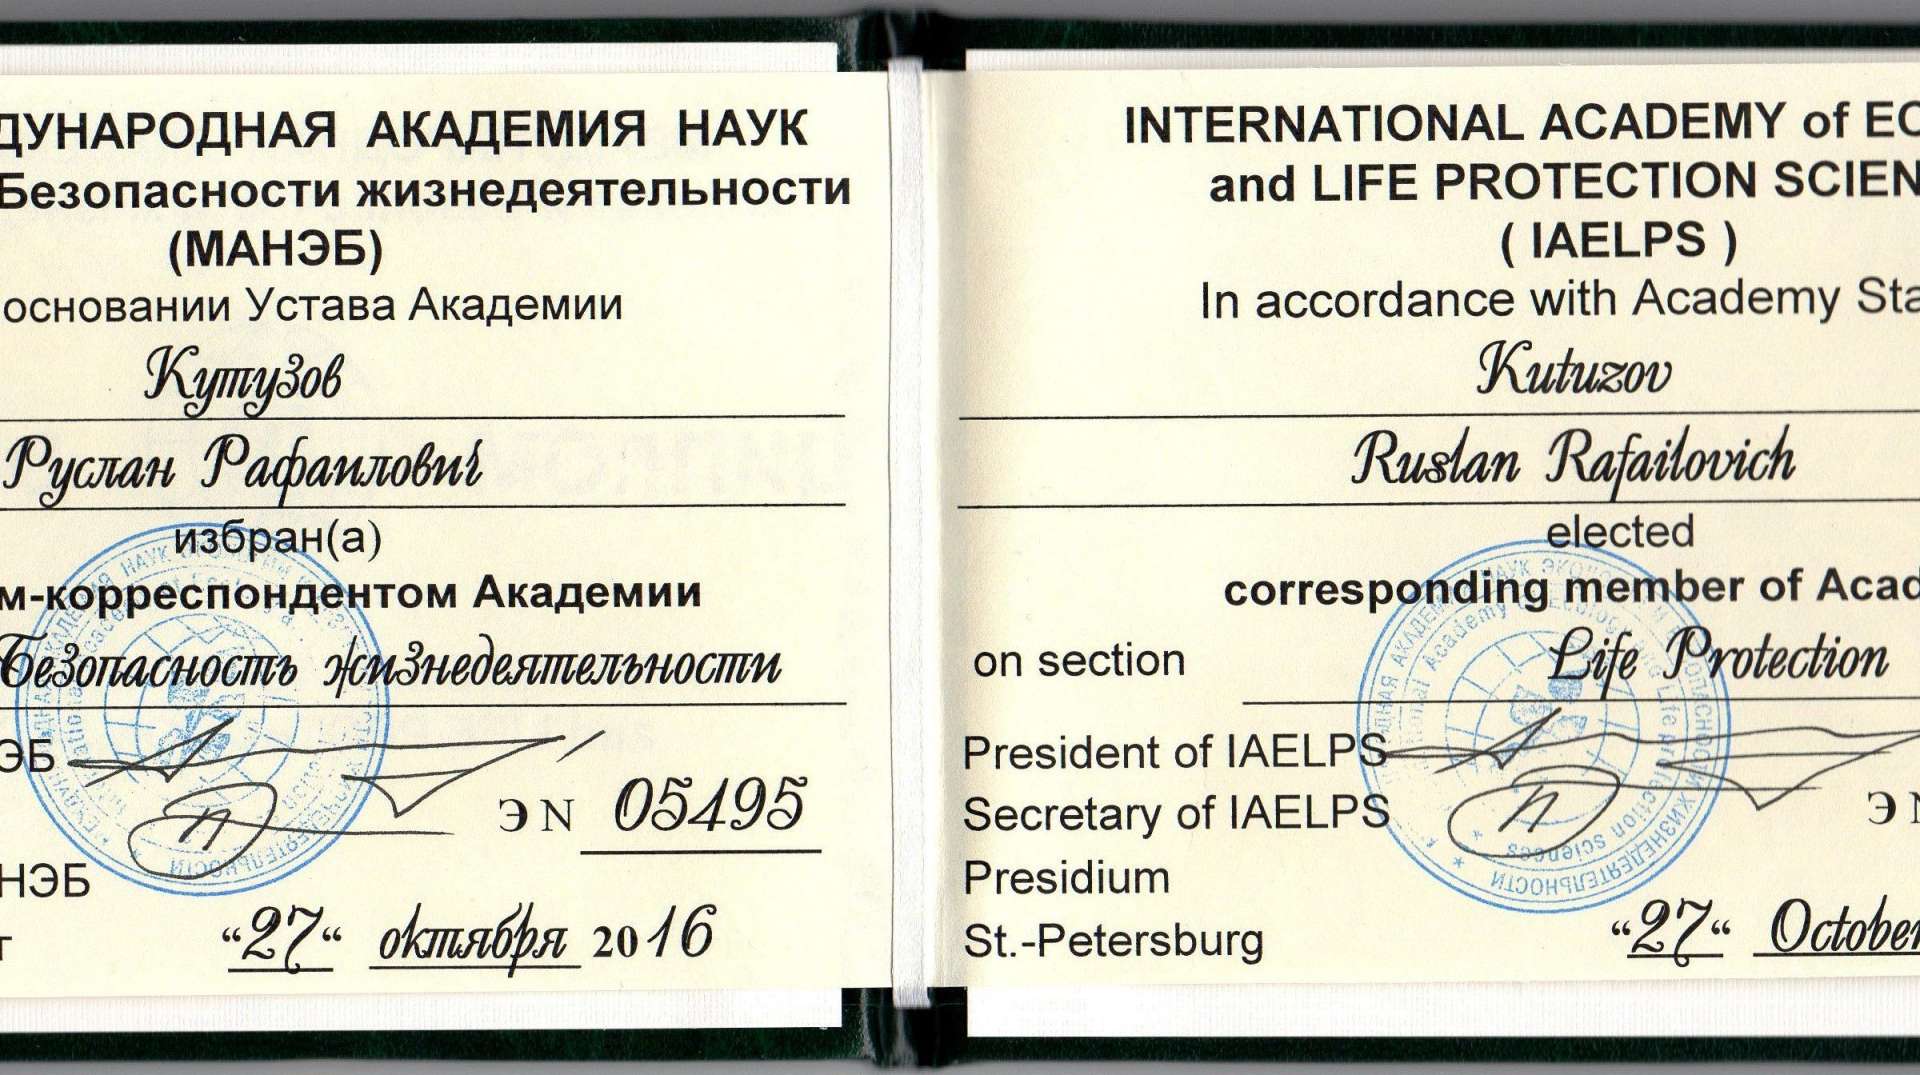 ДУНАРОДНАЯ АКАДЕМИЯ НАУК
Безопасности жизнедеятельности
(МАНЭБ)
основании Устава Академии
Кутузов
Руслан Рафаилович
избран(а)
м-корреспондентом Академии
Безопасность жизнедеятельности
ЭБ
Э N 05495
НЭБ
г "27" октября 2016
INTERNATIONAL ACADEMY of EC
and LIFE PROTECTION SCIEN
( IAELPS )
In accordance with Academy Sta
Kutuzov
Ruslan Rafailovich
elected
corresponding member of Acad
on section Life Protection
President of IAELPS
Secretary of IAELPS Э N
Presidium
St.-Petersburg "27" October